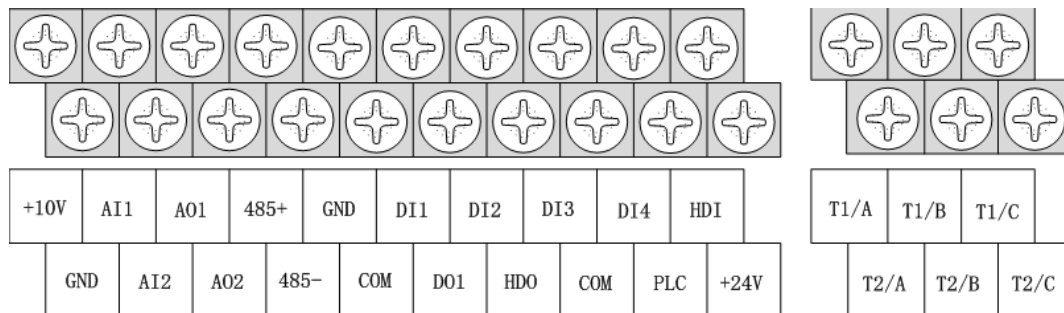 +10V AI1 AO1 485+ GND DI1 DI2 DI3 DI4 HDI T1/A T1/B T1/C
GND AI2 AO2 485- COM DO1 HDO COM PLC +24V T2/A T2/B T2/C